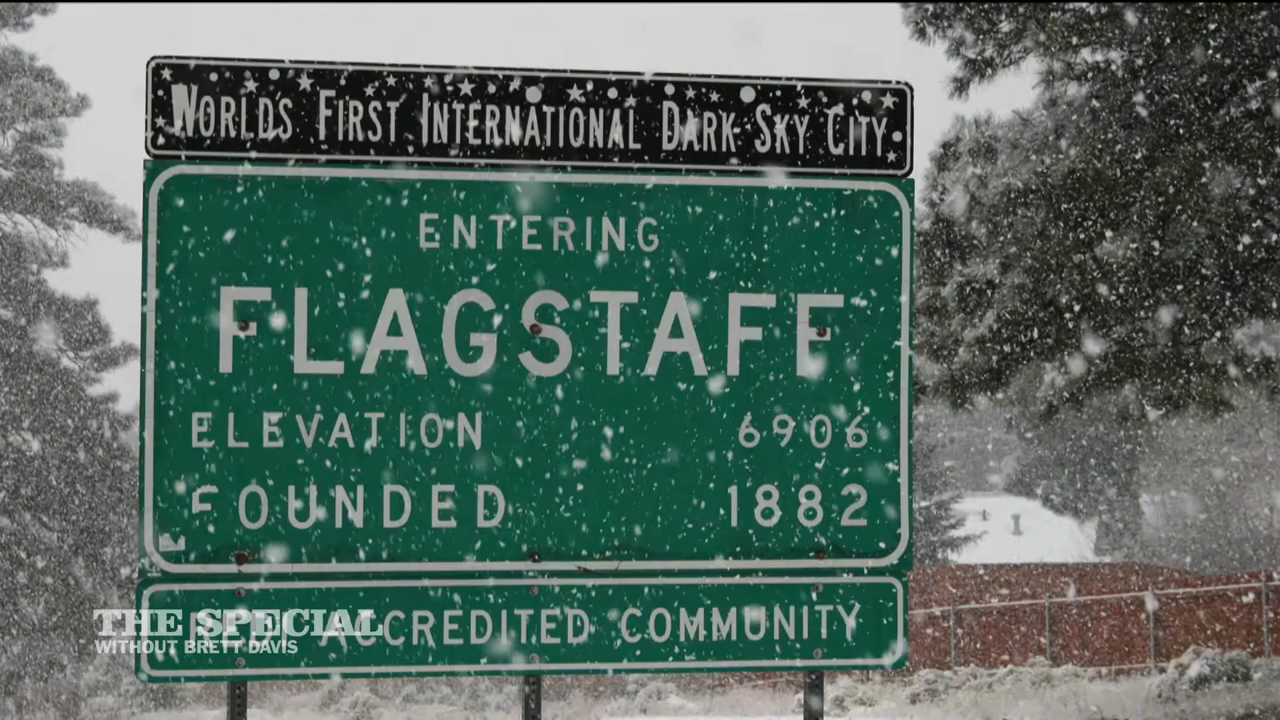 WORLDS FIRST INTERNATIONAL DARK SKY CITY
ENTERING
FLAGSTAFF
ELEVATION 6906
FOUNDED 1882
THE SPECIAL
ACCREDITED COMMUNITY
WITHOUT BRETT DAVIS